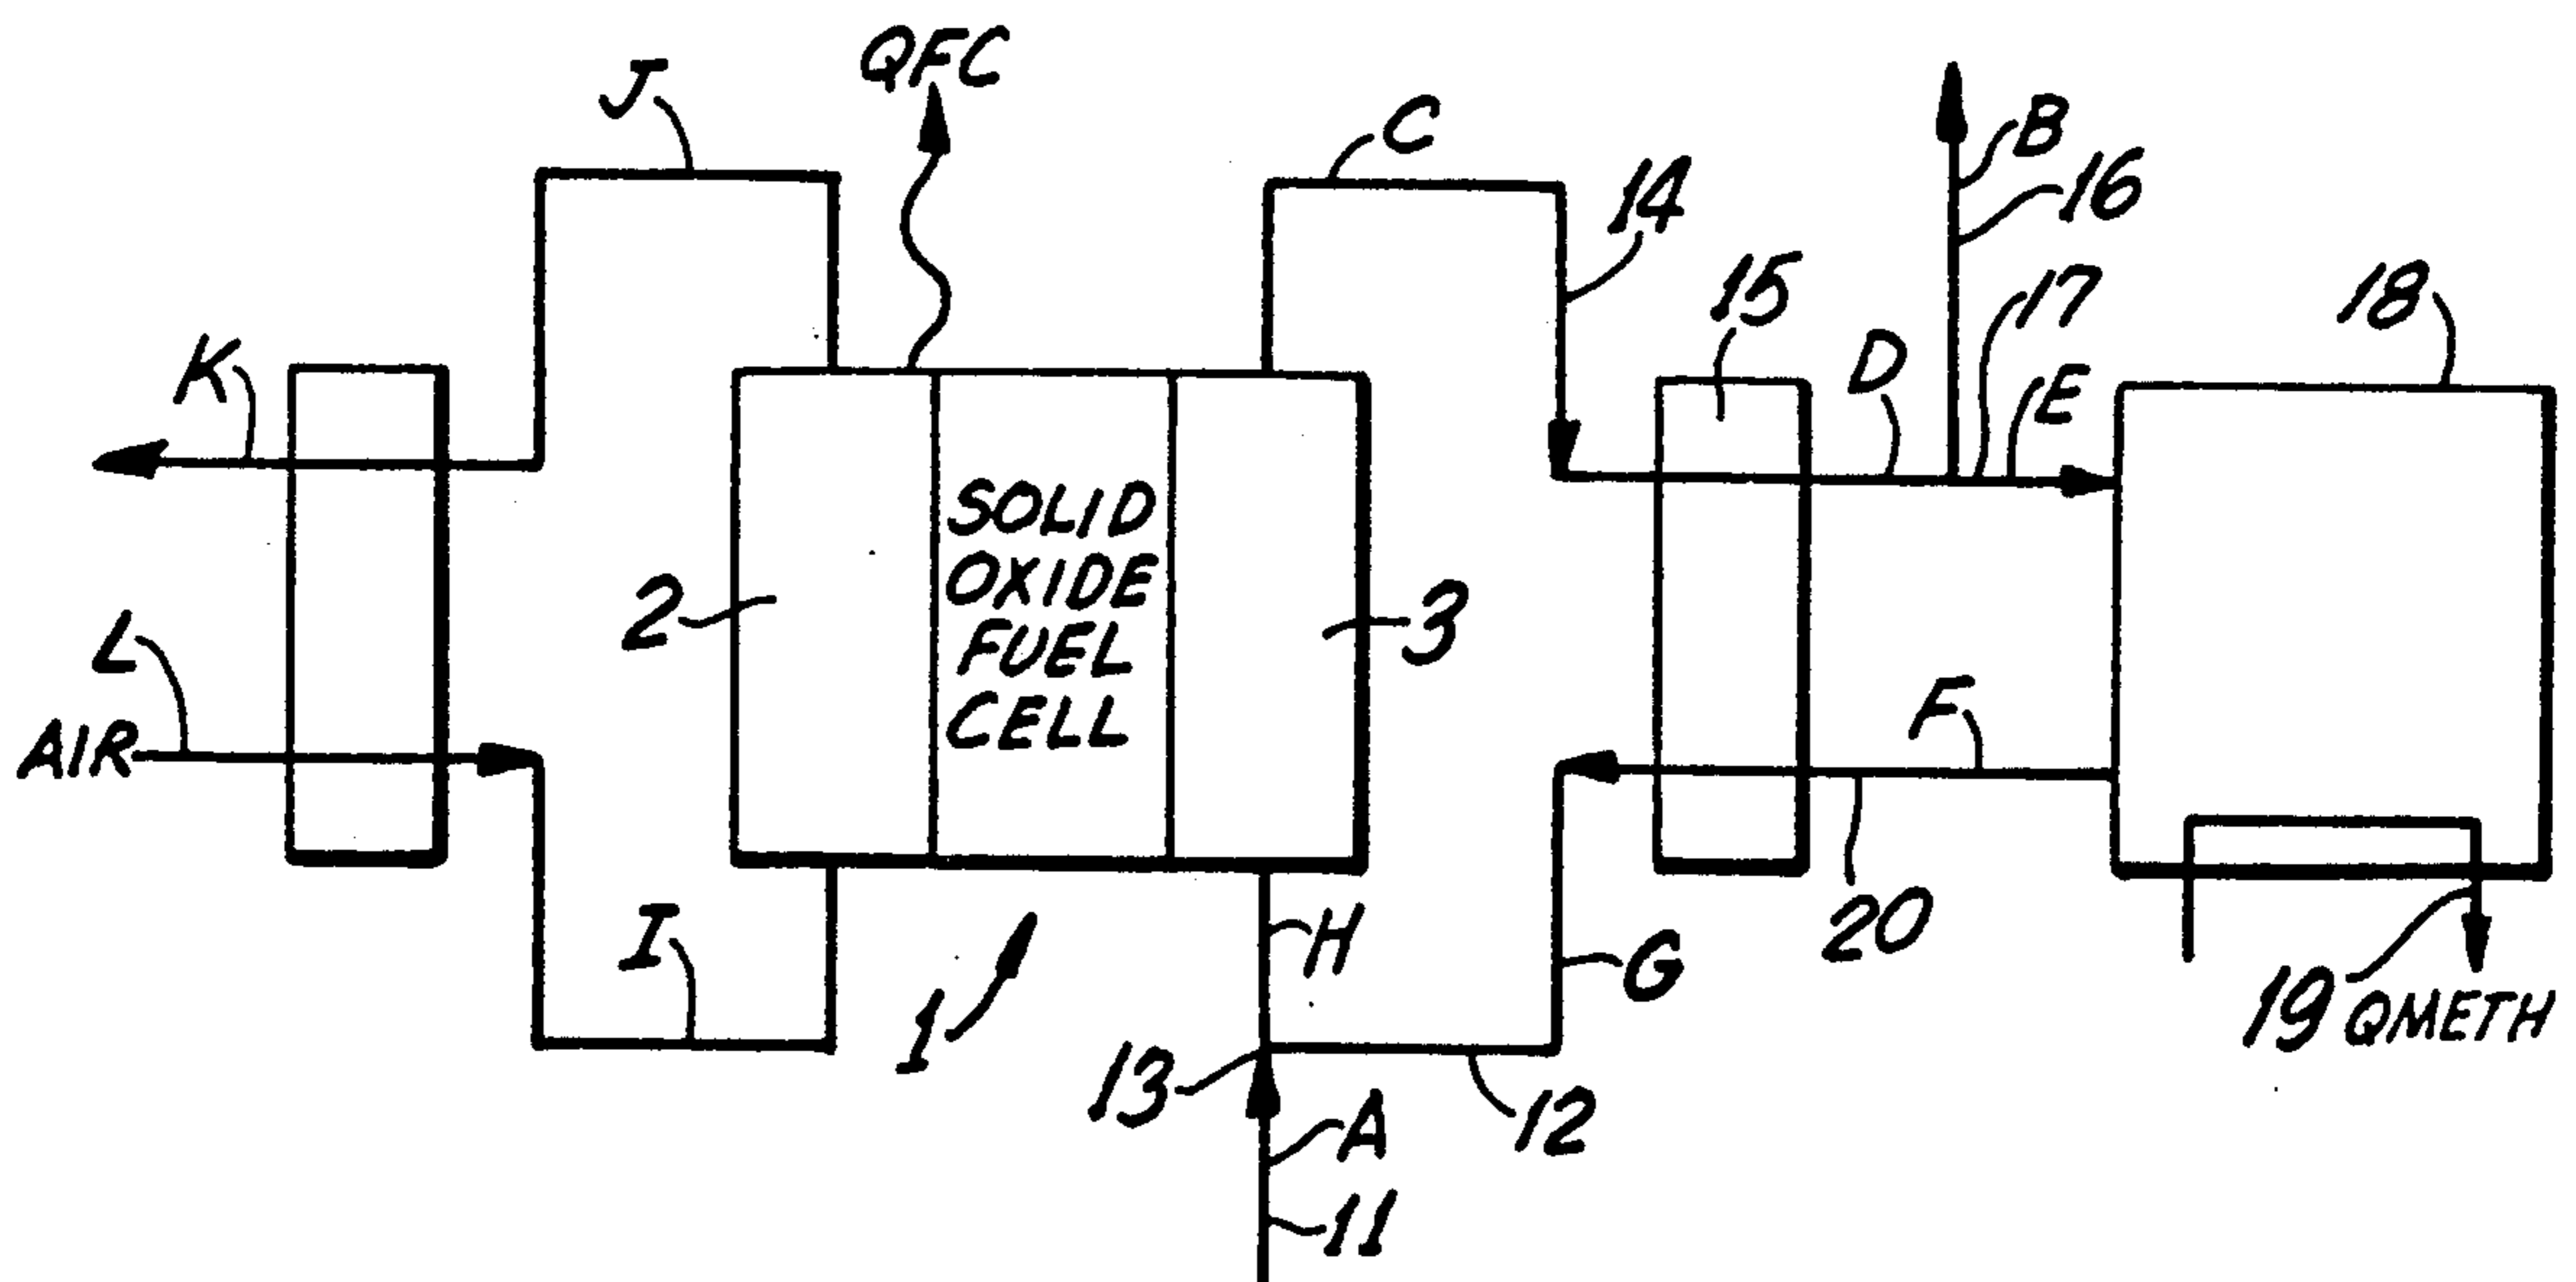 QFC
J
C
B
14
16
15
17
18
K
D
E
SOLID
OXIDE
FUEL
CELL
2
3
L
F
AIR
20
I
H
G
1
19 QMETH
13
A
12
11